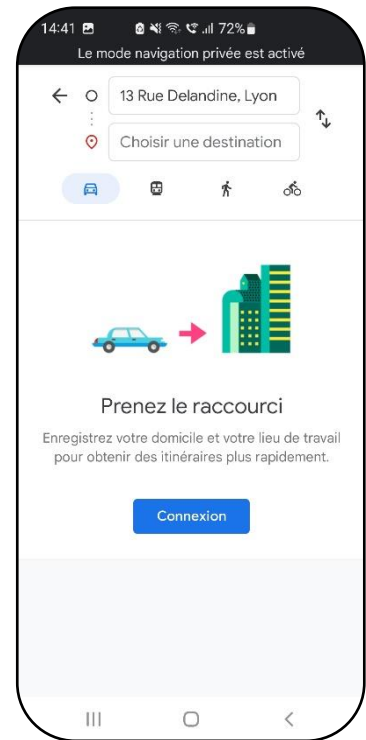 14:41 72%
Le mode navigation privée est activé
13 Rue Delandine, Lyon
Choisir une destination
Prenez le raccourci
Enregistrez votre domicile et votre lieu de travail
pour obtenir des itinéraires plus rapidement.
Connexion